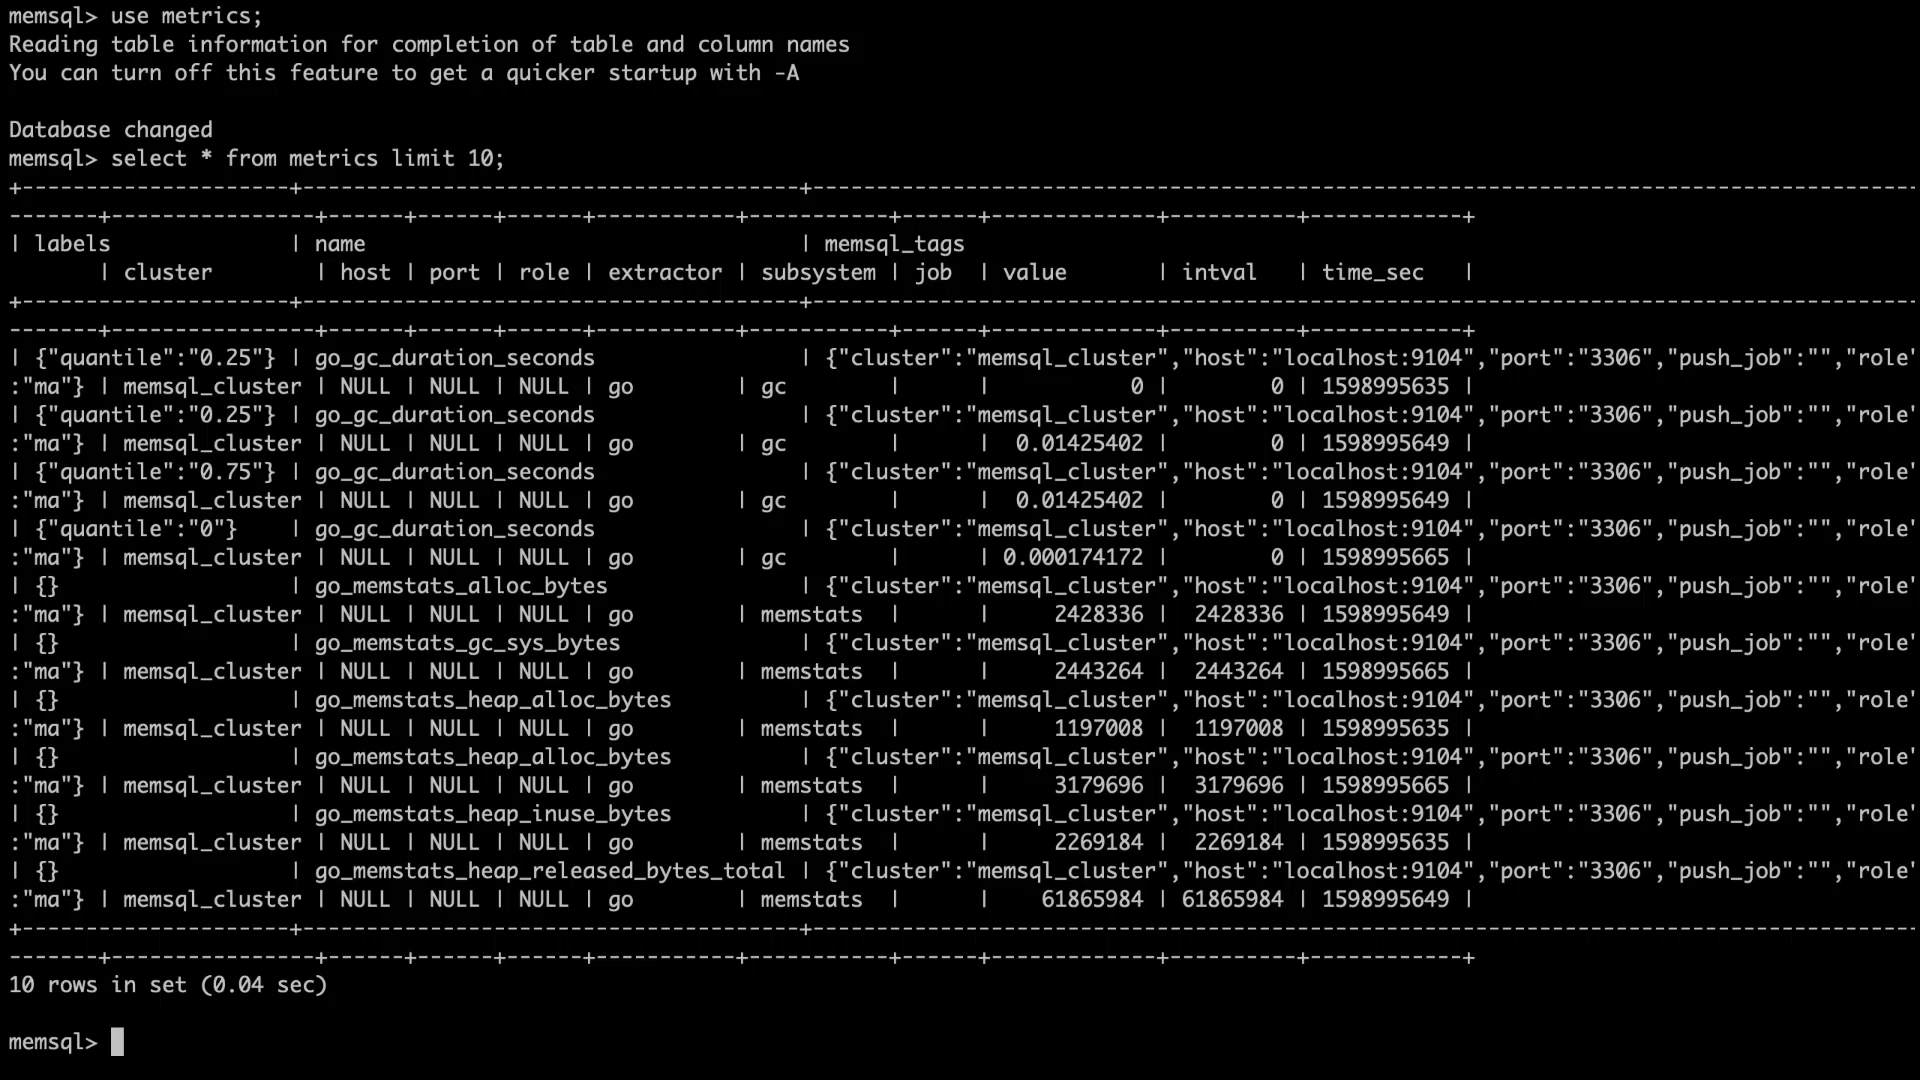 memsql> use metrics;
Reading table information for completion of table and column names
You can turn off this feature to get a quicker startup with -A

Database changed
memsql> select * from metrics limit 10;
+---------------------+---------------------------------------+---------------------------------------------------------------------------------------
-------+----------------+------+------+------+-----------+-----------+------+-------------+----------+------------+
| labels              | name                                  | memsql_tags
       | cluster        | host | port | role | extractor | subsystem | job  | value       | intval   | time_sec   |
+---------------------+---------------------------------------+---------------------------------------------------------------------------------------
-------+----------------+------+------+------+-----------+-----------+------+-------------+----------+------------+
| {"quantile":"0.25"} | go_gc_duration_seconds                | {"cluster":"memsql_cluster","host":"localhost:9104","port":"3306","push_job":"","role"
:"ma"} | memsql_cluster | NULL | NULL | NULL | go        | gc        |      |           0 |        0 | 1598995635 |
| {"quantile":"0.25"} | go_gc_duration_seconds                | {"cluster":"memsql_cluster","host":"localhost:9104","port":"3306","push_job":"","role"
:"ma"} | memsql_cluster | NULL | NULL | NULL | go        | gc        |      |  0.01425402 |        0 | 1598995649 |
| {"quantile":"0.75"} | go_gc_duration_seconds                | {"cluster":"memsql_cluster","host":"localhost:9104","port":"3306","push_job":"","role"
:"ma"} | memsql_cluster | NULL | NULL | NULL | go        | gc        |      |  0.01425402 |        0 | 1598995649 |
| {"quantile":"0"}    | go_gc_duration_seconds                | {"cluster":"memsql_cluster","host":"localhost:9104","port":"3306","push_job":"","role"
:"ma"} | memsql_cluster | NULL | NULL | NULL | go        | gc        |      | 0.000174172 |        0 | 1598995665 |
| {}                  | go_memstats_alloc_bytes               | {"cluster":"memsql_cluster","host":"localhost:9104","port":"3306","push_job":"","role"
:"ma"} | memsql_cluster | NULL | NULL | NULL | go        | memstats  |      |     2428336 |  2428336 | 1598995649 |
| {}                  | go_memstats_gc_sys_bytes              | {"cluster":"memsql_cluster","host":"localhost:9104","port":"3306","push_job":"","role"
:"ma"} | memsql_cluster | NULL | NULL | NULL | go        | memstats  |      |     2443264 |  2443264 | 1598995665 |
| {}                  | go_memstats_heap_alloc_bytes          | {"cluster":"memsql_cluster","host":"localhost:9104","port":"3306","push_job":"","role"
:"ma"} | memsql_cluster | NULL | NULL | NULL | go        | memstats  |      |     1197008 |  1197008 | 1598995635 |
| {}                  | go_memstats_heap_alloc_bytes          | {"cluster":"memsql_cluster","host":"localhost:9104","port":"3306","push_job":"","role"
:"ma"} | memsql_cluster | NULL | NULL | NULL | go        | memstats  |      |     3179696 |  3179696 | 1598995665 |
| {}                  | go_memstats_heap_inuse_bytes          | {"cluster":"memsql_cluster","host":"localhost:9104","port":"3306","push_job":"","role"
:"ma"} | memsql_cluster | NULL | NULL | NULL | go        | memstats  |      |     2269184 |  2269184 | 1598995635 |
| {}                  | go_memstats_heap_released_bytes_total | {"cluster":"memsql_cluster","host":"localhost:9104","port":"3306","push_job":"","role"
:"ma"} | memsql_cluster | NULL | NULL | NULL | go        | memstats  |      |    61865984 | 61865984 | 1598995649 |
+---------------------+---------------------------------------+---------------------------------------------------------------------------------------
-------+----------------+------+------+------+-----------+-----------+------+-------------+----------+------------+
10 rows in set (0.04 sec)

memsql>